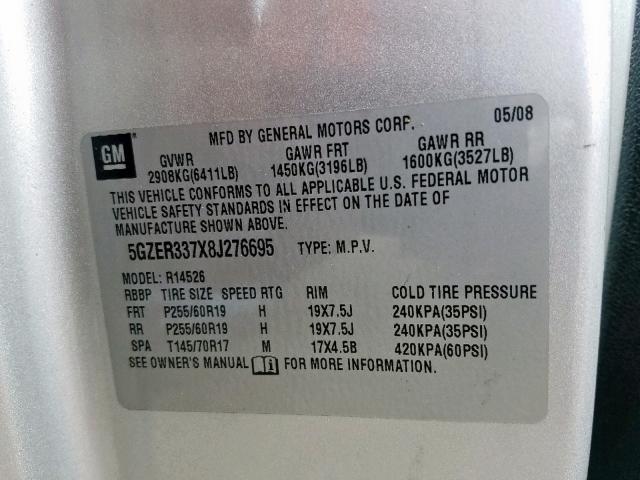 MFD BY GENERAL MOTORS CORP. 05/08
GM
GVWR GAWR FRT GAWR RR
2908KG(6411LB) 1450KG(3196LB) 1600KG(3527LB)
THIS VEHICLE CONFORMS TO ALL APPLICABLE U.S. FEDERAL MOTOR
VEHICLE SAFETY STANDARDS IN EFFECT ON THE DATE OF
MANUFACTURE SHOWN ABOVE.
5GZER337X8J276695 TYPE: M.P.V.
MODEL: R14526
RBBP TIRE SIZE SPEED RTG RIM COLD TIRE PRESSURE
FRT P255/60R19 H 19X7.5J 240KPA(35PSI)
RR P255/60R19 H 19X7.5J 240KPA(35PSI)
SPA T145/70R17 M 17X4.5B 420KPA(60PSI)
SEE OWNER'S MANUAL i FOR MORE INFORMATION.